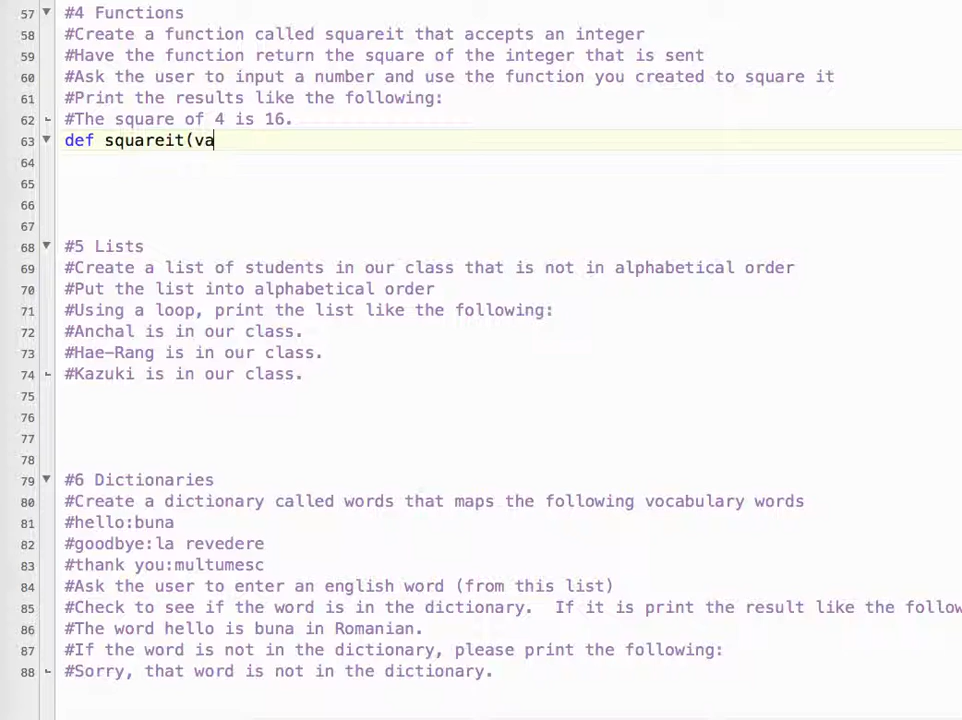 57 #4 Functions
58 #Create a function called squareit that accepts an integer
59 #Have the function return the square of the integer that is sent
60 #Ask the user to input a number and use the function you created to square it
61 #Print the results like the following:
62 #The square of 4 is 16.
63 def squareit(va
64
65
66
67
68 #5 Lists
69 #Create a list of students in our class that is not in alphabetical order
70 #Put the list into alphabetical order
71 #Using a loop, print the list like the following:
72 #Anchal is in our class.
73 #Hae-Rang is in our class.
74 #Kazuki is in our class.
75
76
77
78
79 #6 Dictionaries
80 #Create a dictionary called words that maps the following vocabulary words
81 #hello:buna
82 #goodbye:la revedere
83 #thank you:multumesc
84 #Ask the user to enter an english word (from this list)
85 #Check to see if the word is in the dictionary.  If it is print the result like the follow
86 #The word hello is buna in Romanian.
87 #If the word is not in the dictionary, please print the following:
88 #Sorry, that word is not in the dictionary.